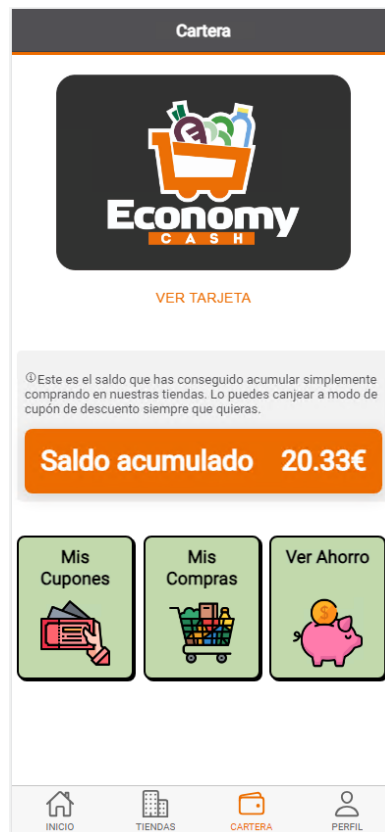 Cartera
Economy
CASH
VER TARJETA
Este es el saldo que has conseguido acumular simplemente
comprando en nuestras tiendas. Lo puedes canjear a modo de
cupón de descuento siempre que quieras.
Saldo acumulado 20.33€
Mis
Cupones
Mis
Compras
Ver Ahorro
INICIO
TIENDAS
CARTERA
PERFIL